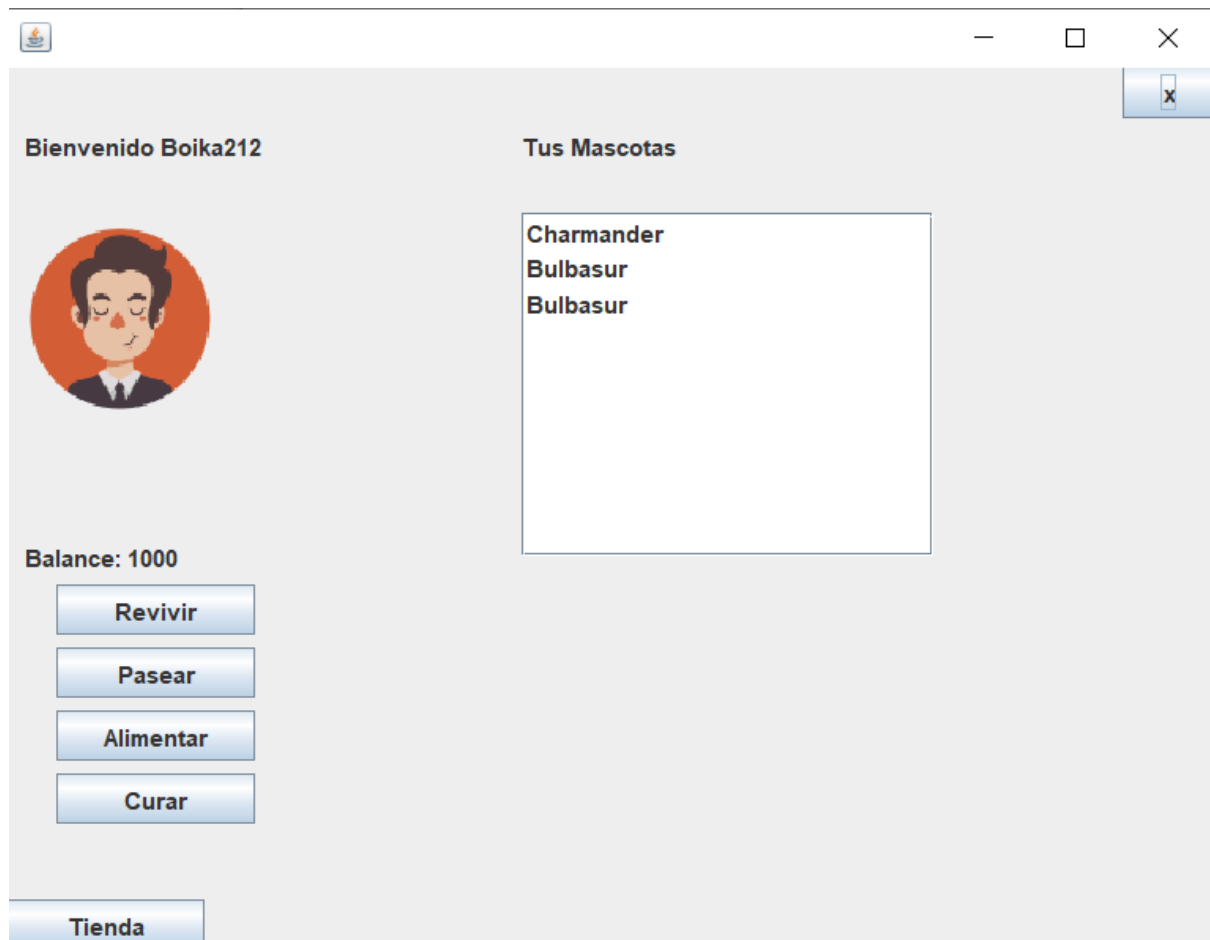 x
Bienvenido Boika212
Tus Mascotas
Charmander
Bulbasur
Bulbasur
Balance: 1000
Revivir
Pasear
Alimentar
Curar
Tienda